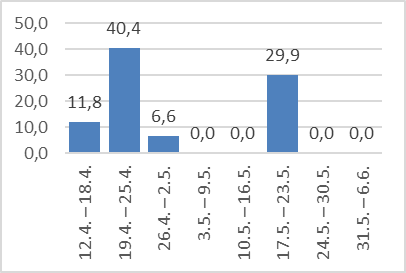 50,0
40,0
30,0
20,0
10,0
0,0
11,8
40,4
6,6
0,0
0,0
29,9
0,0
0,0
12.4. – 18.4.
19.4. – 25.4.
26.4. – 2.5.
3.5. – 9.5.
10.5. – 16.5.
17.5. – 23.5.
24.5. – 30.5.
31.5. – 6.6.